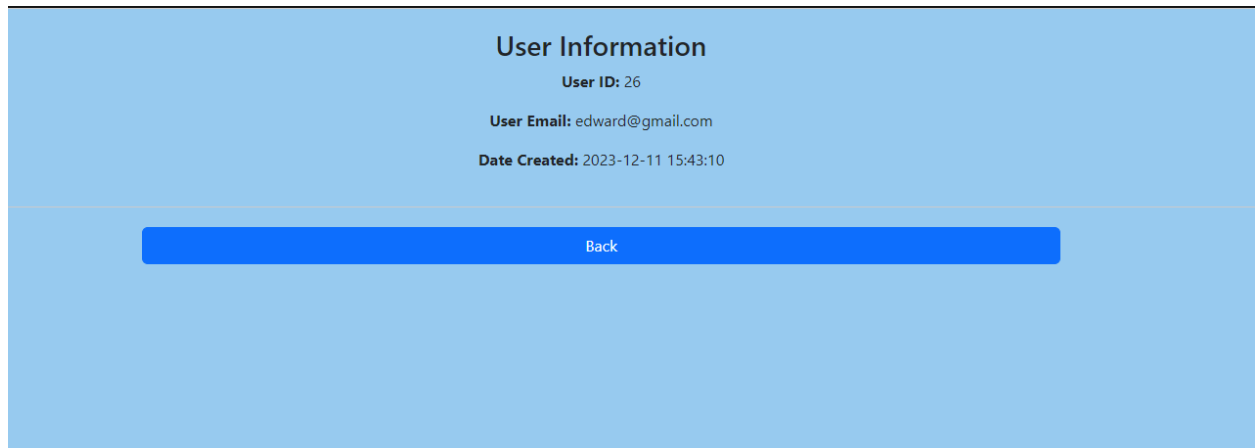 User Information
User ID: 26
User Email: edward@gmail.com
Date Created: 2023-12-11 15:43:10
Back